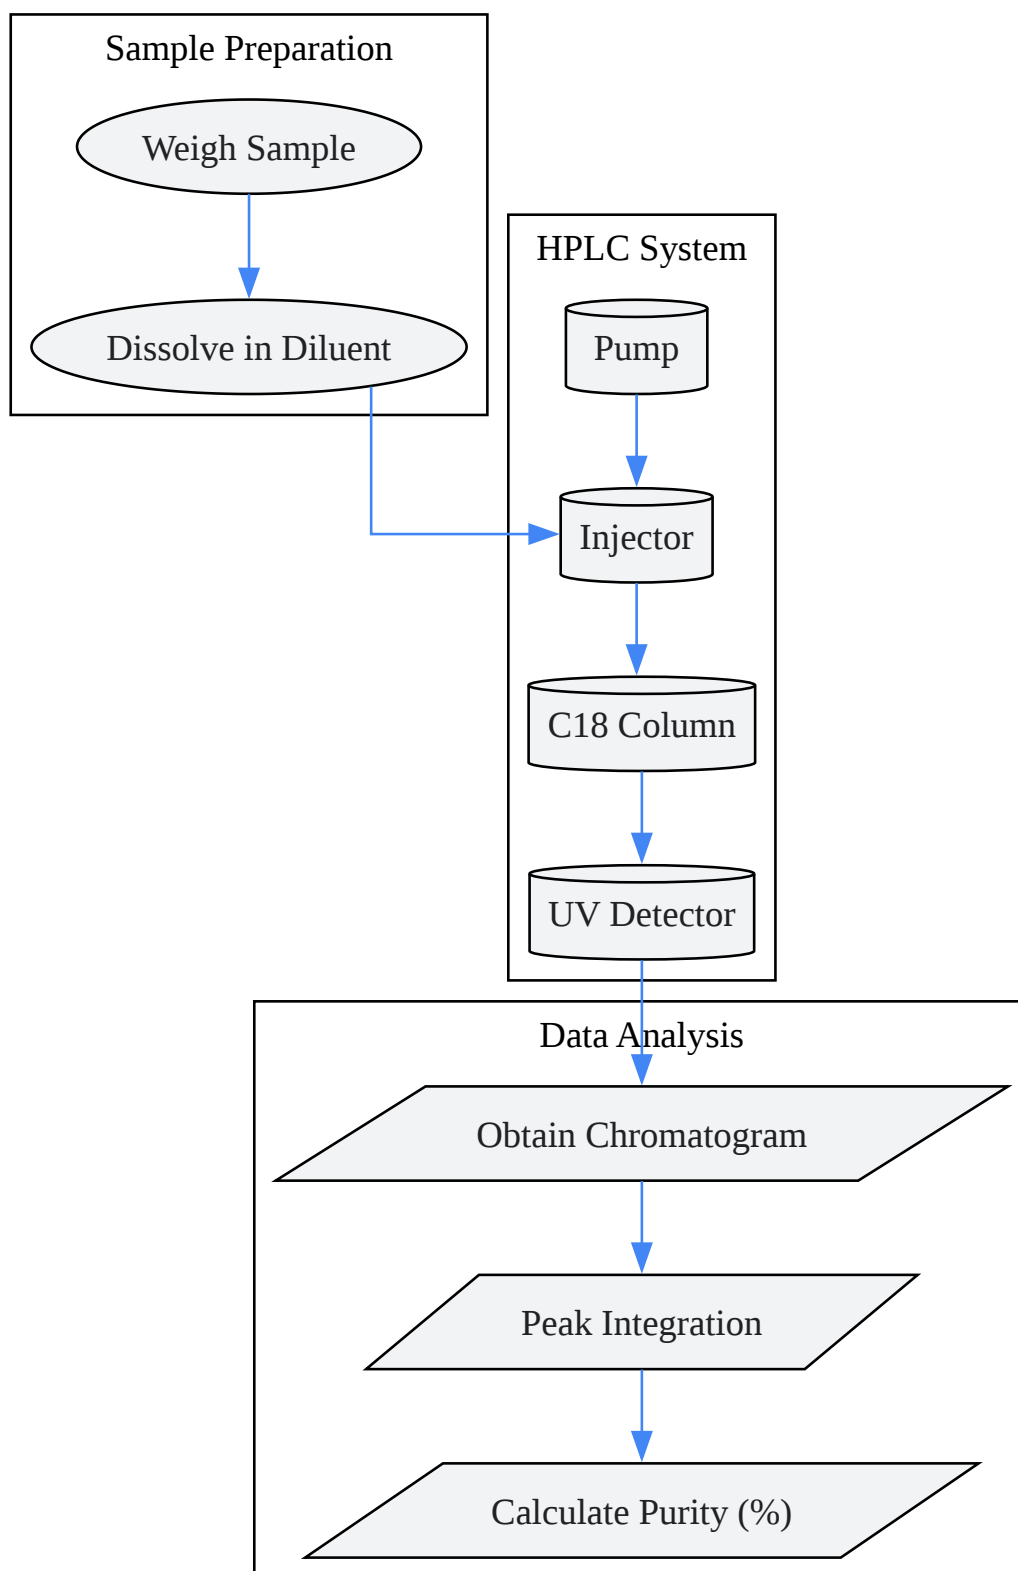 Sample Preparation
Weigh Sample
Dissolve in Diluent
HPLC System
Pump
Injector
C18 Column
UV Detector
Data Analysis
Obtain Chromatogram
Peak Integration
Calculate Purity (%)